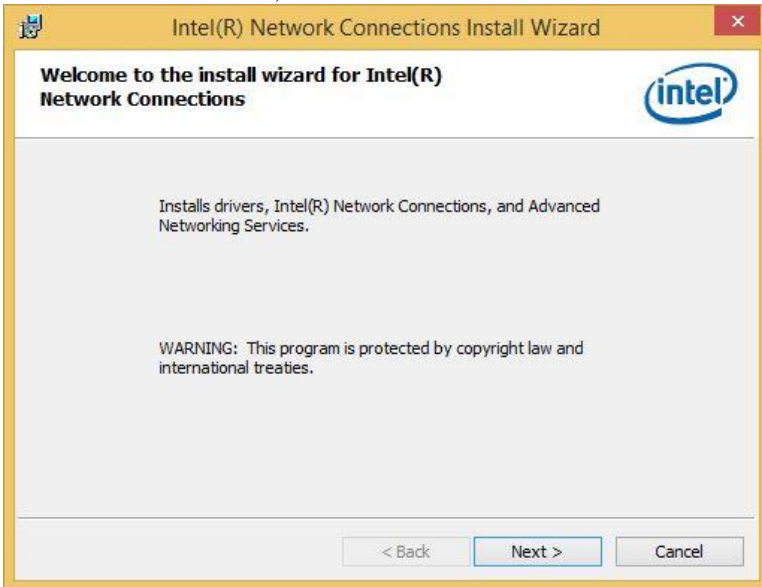 Intel(R) Network Connections Install Wizard
Welcome to the install wizard for Intel(R)
Network Connections
intel
Installs drivers, Intel(R) Network Connections, and Advanced
Networking Services.
WARNING: This program is protected by copyright law and
international treaties.
< Back
Next >
Cancel